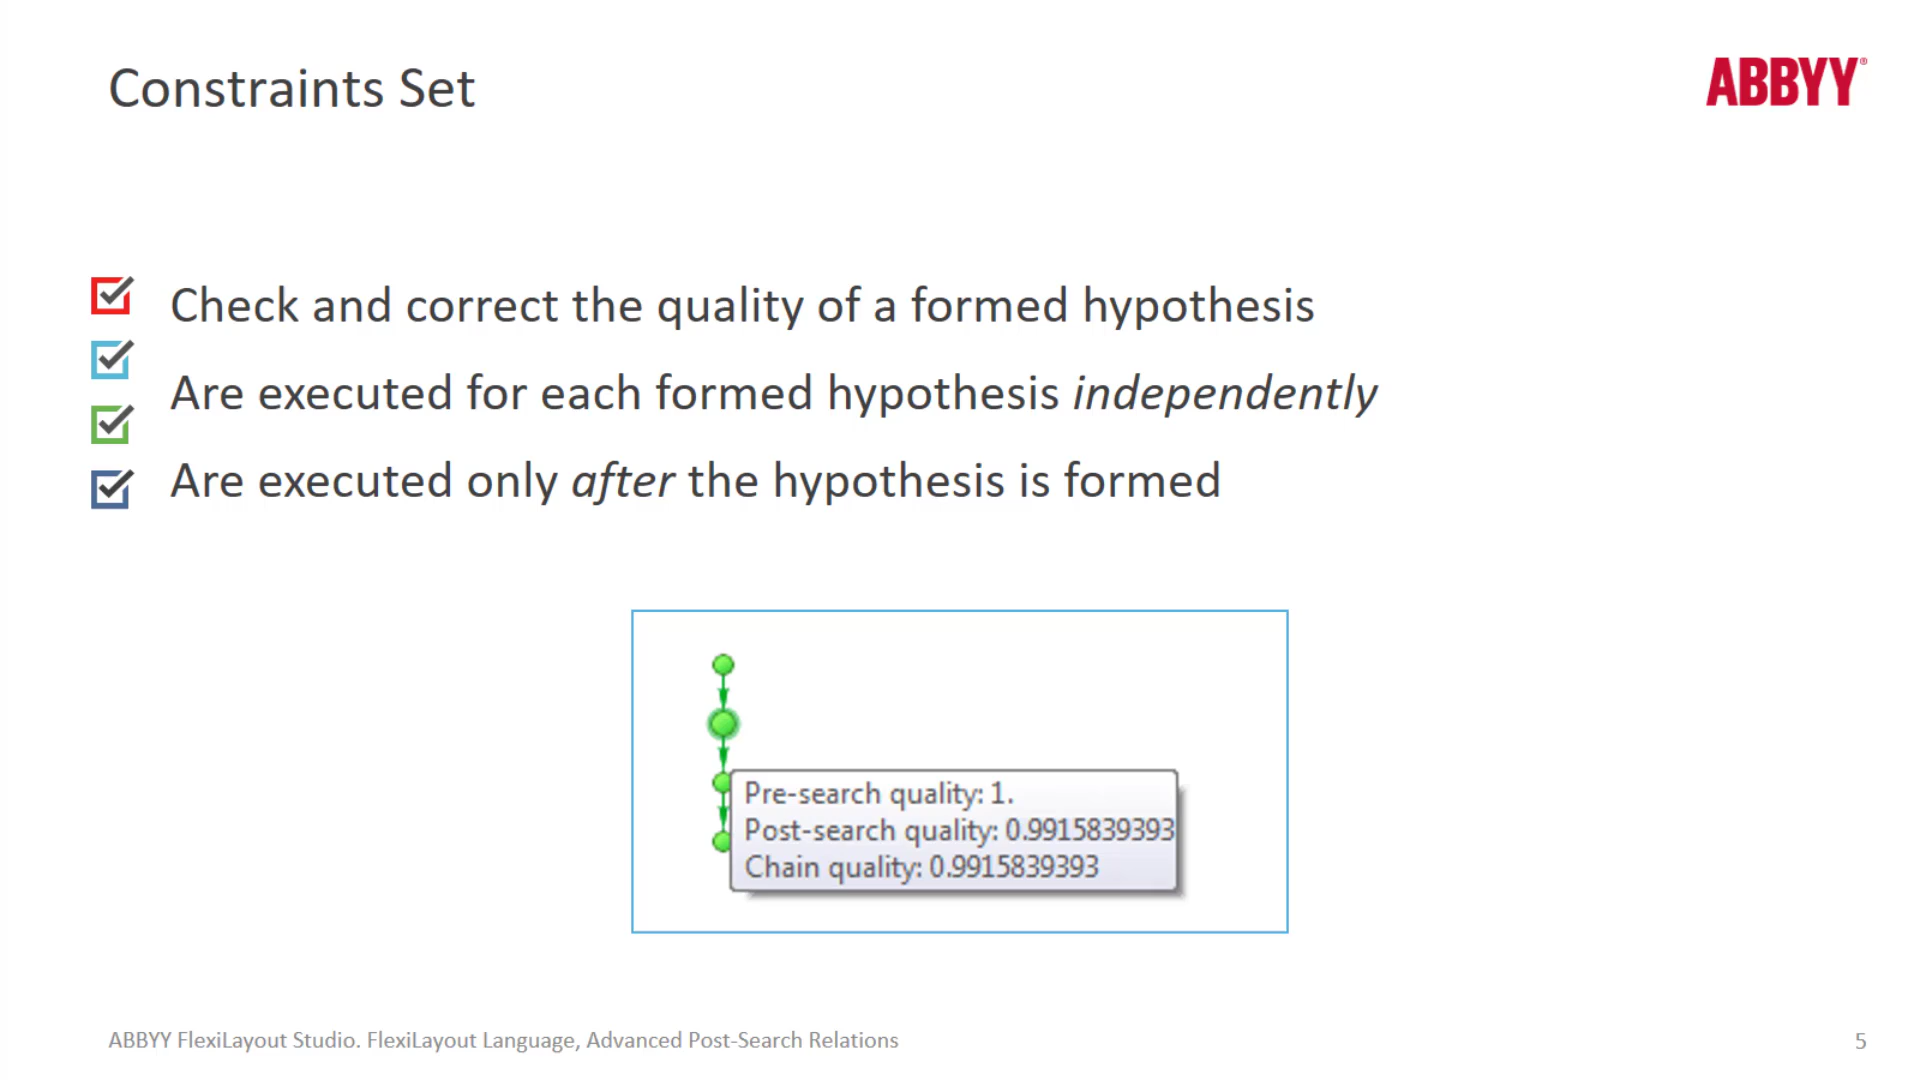 Constraints Set
ABBYY®
Check and correct the quality of a formed hypothesis
Are executed for each formed hypothesis independently
Are executed only after the hypothesis is formed
Pre-search quality: 1.
Post-search quality: 0.9915839393
Chain quality: 0.9915839393
ABBYY FlexiLayout Studio. FlexiLayout Language, Advanced Post-Search Relations
5